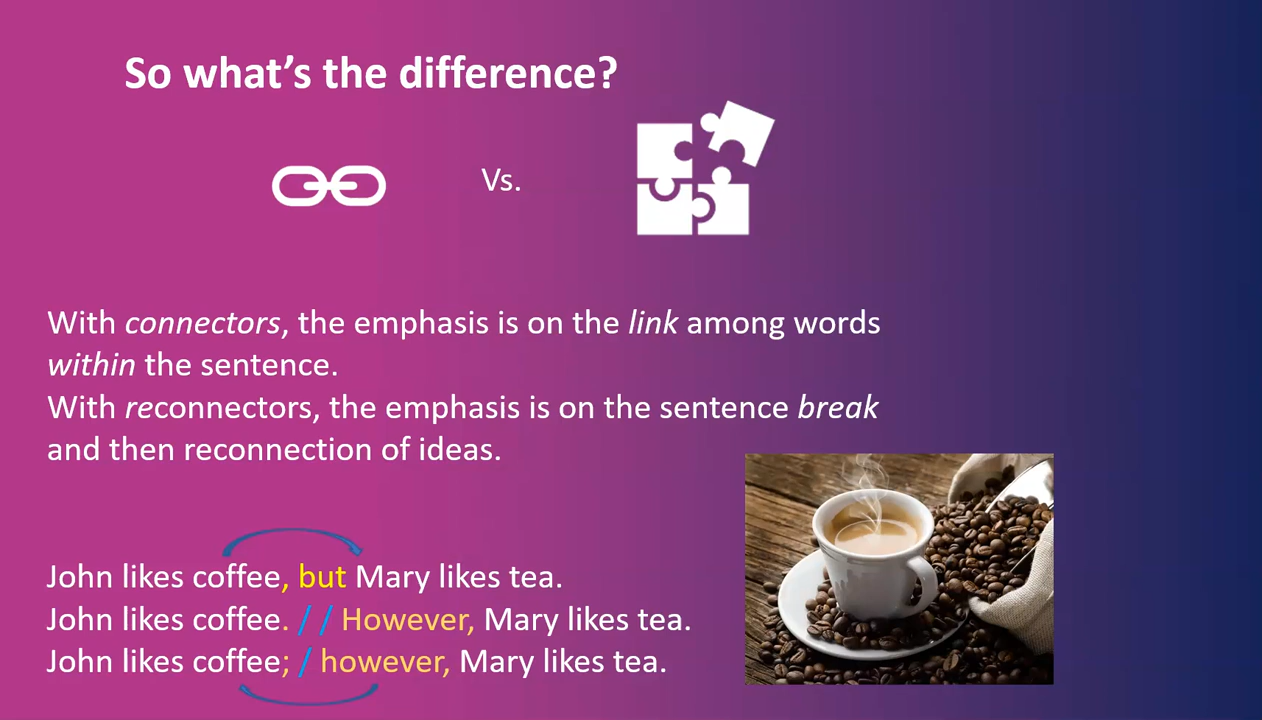 So what's the difference?
Vs.
With connectors, the emphasis is on the link among words
within the sentence.
With reconnectors, the emphasis is on the sentence break
and then reconnection of ideas.
John likes coffee, but Mary likes tea.
John likes coffee. / / However, Mary likes tea.
John likes coffee; / however, Mary likes tea.